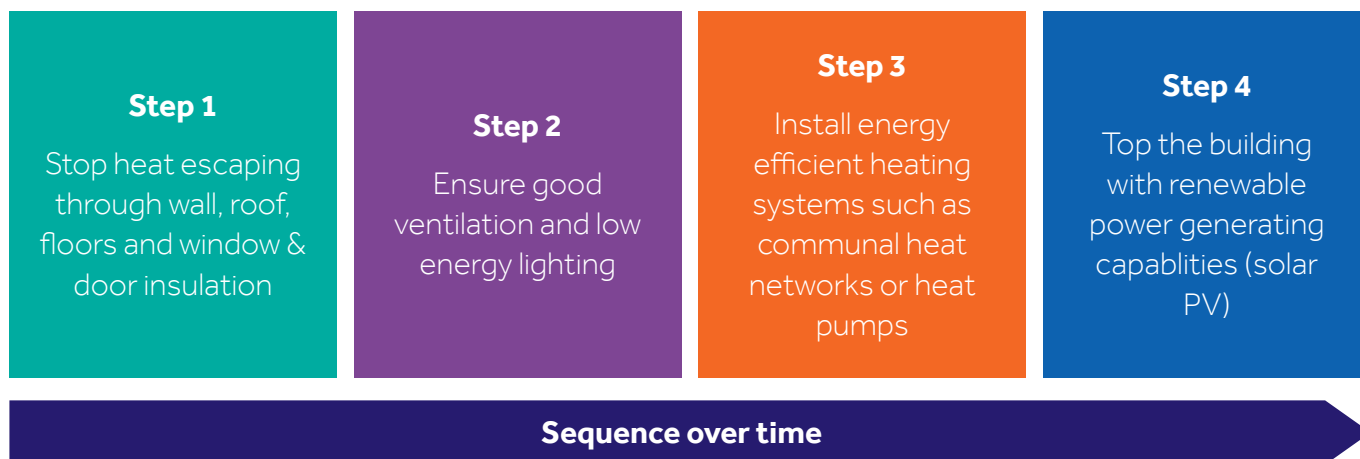 Step 1
Stop heat escaping
through wall, roof,
floors and window &
door insulation
Step 2
Ensure good
ventilation and low
energy lighting
Step 3
Install energy
efficient heating
systems such as
communal heat
networks or heat
pumps
Step 4
Top the building
with renewable
power generating
capablities (solar
PV)
Sequence over time